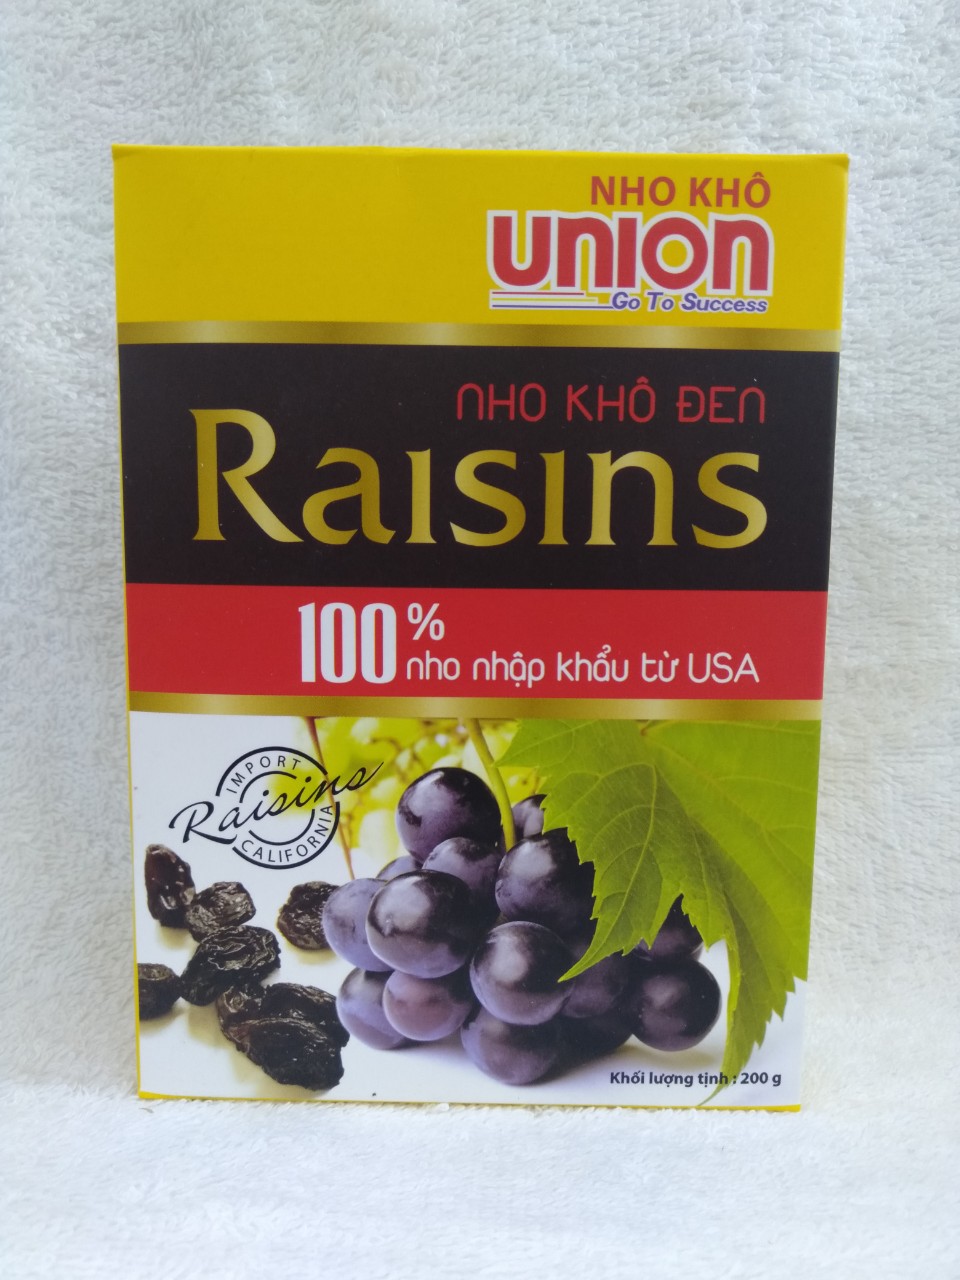 NHO KHÔ
UNION
Go To Success
NHO KHÔ ĐEN
Raisins
100%
nho nhập khẩu từ USA
IMPORT
Raisins
CALIFORNIA
Khối lượng tịnh : 200 g